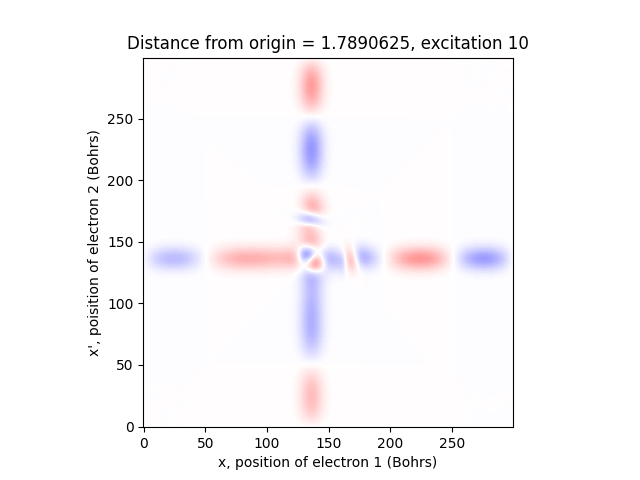 Distance from origin = 1.7890625, excitation 10
x', poisition of electron 2 (Bohrs)
250
200
150
100
50
0
0 50 100 150 200 250
x, position of electron 1 (Bohrs)